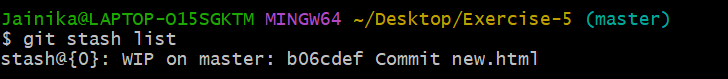 Jainika@LAPTOP-O15SGKTM MINGW64 ~/Desktop/Exercise-5 (master)
$ git stash list
stash@{0}: WIP on master: b06cdef Commit new.html